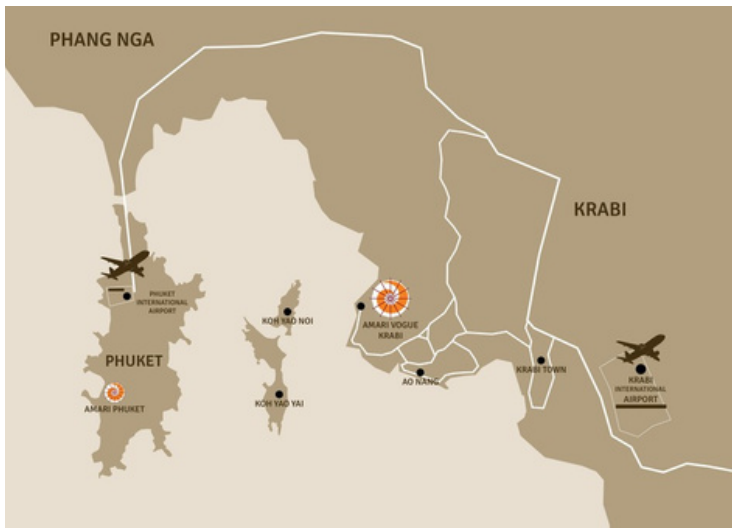 PHANG NGA
KRABI
PHUKET
INTERNATIONAL
AIRPORT
KOH YAO NOI
AMARI VOGUE
KRABI
PHUKET
KRABI TOWN
AO NANG
KRABI
INTERNATIONAL
AIRPORT
AMARI PHUKET
KOH YAO YAI